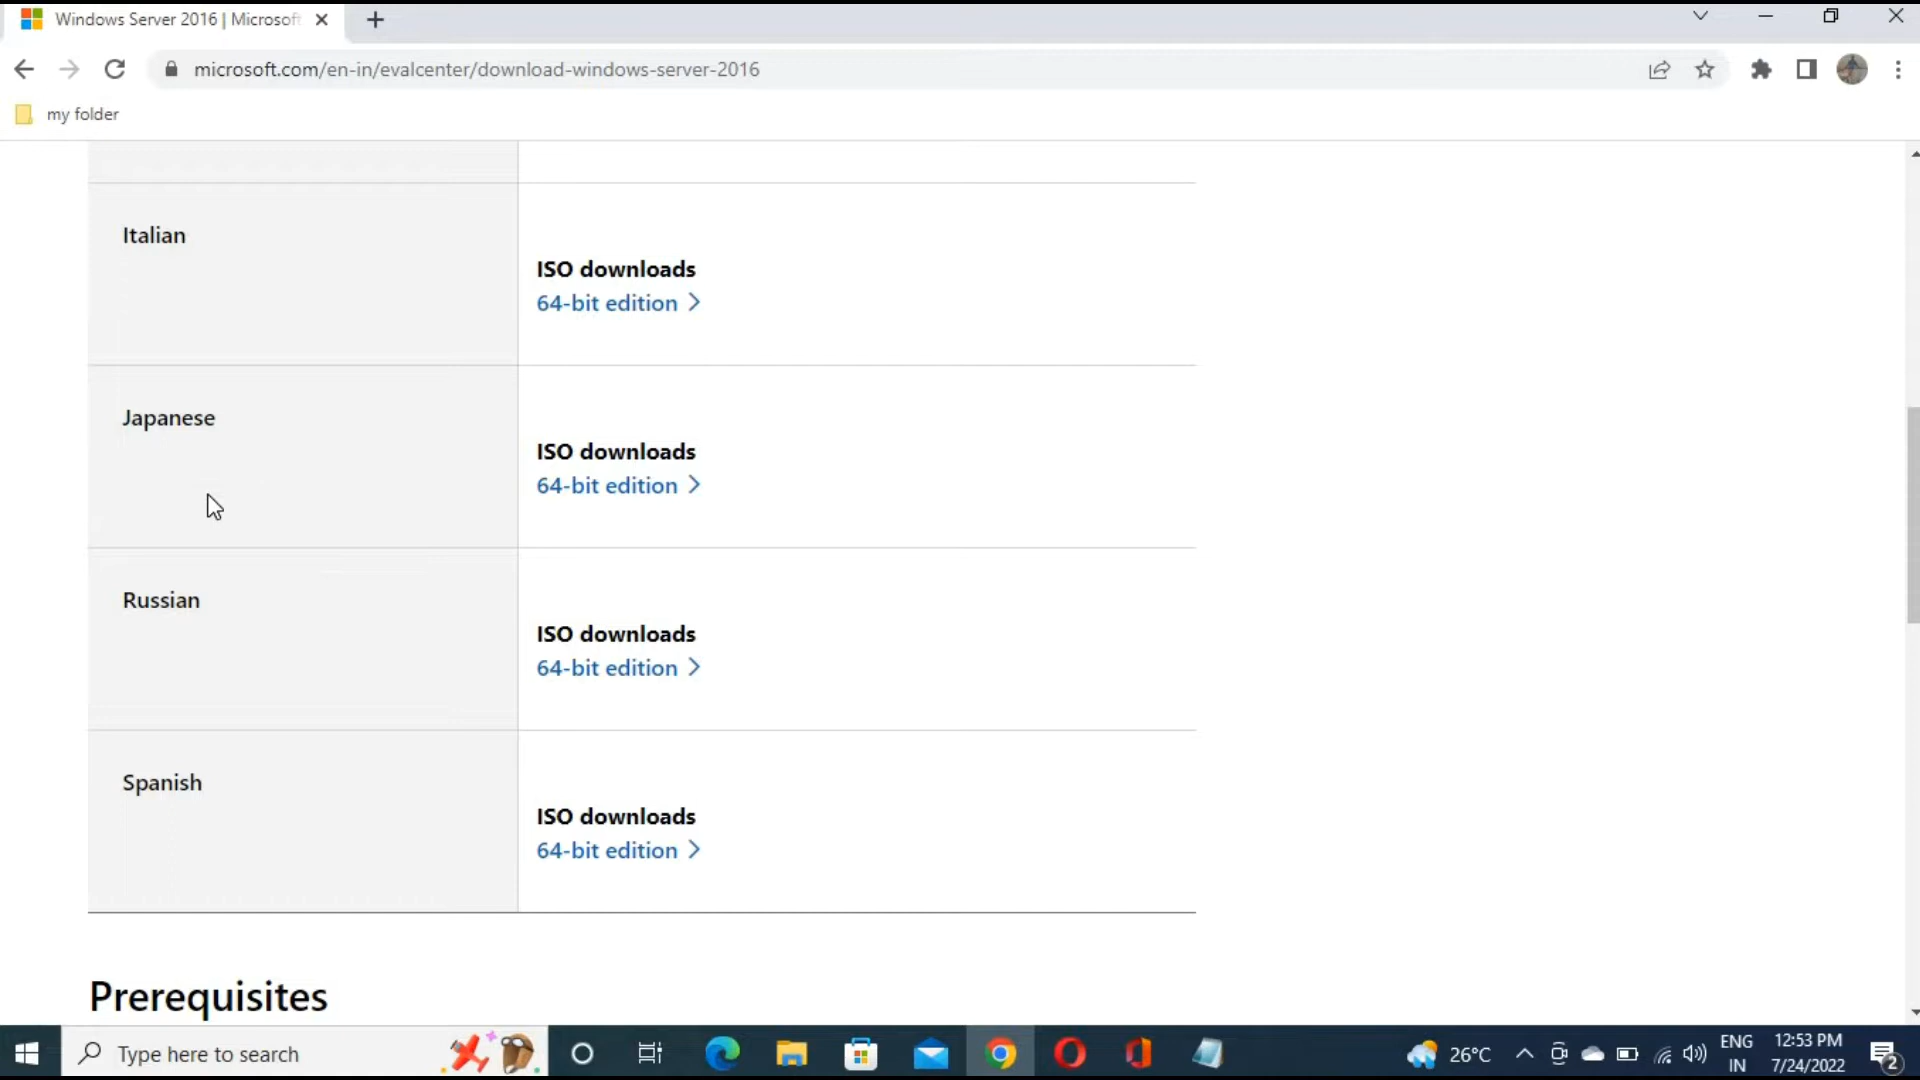 Windows Server 2016 | Microsoft
microsoft.com/en-in/evalcenter/download-windows-server-2016
my folder
Italian
ISO downloads
64-bit edition
Japanese
ISO downloads
64-bit edition
Russian
ISO downloads
64-bit edition
Spanish
ISO downloads
64-bit edition
Prerequisites
Type here to search
26°C
ENG
IN
12:53 PM
7/24/2022
2